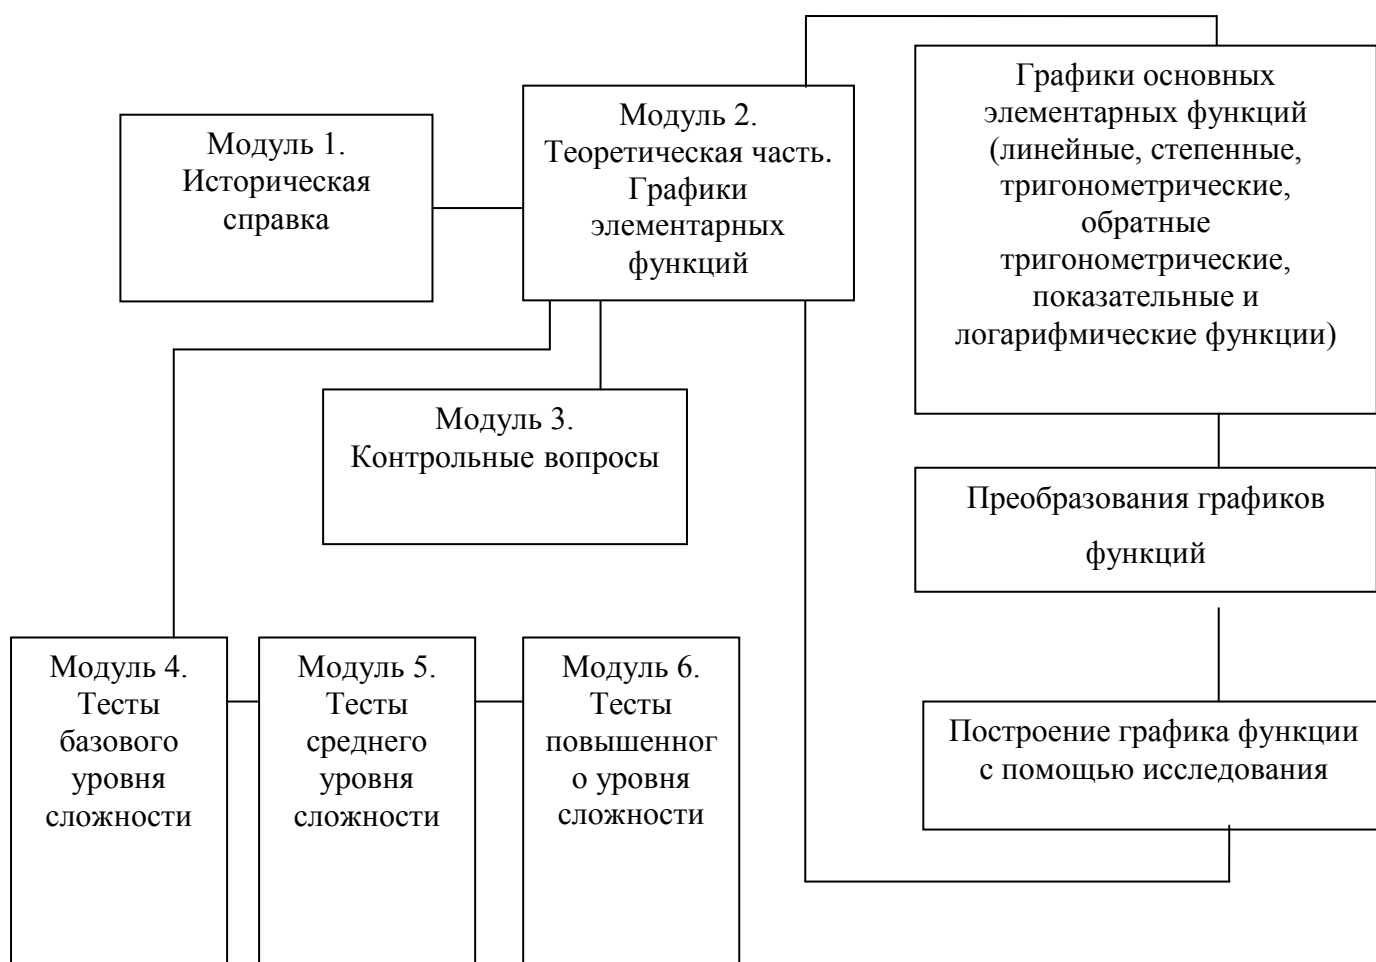 Модуль 1.
Историческая
справка
Модуль 2.
Теоретическая часть.
Графики
элементарных
функций
Графики основных
элементарных функций
(линейные, степенные,
тригонометрические,
обратные
тригонометрические,
показательные и
логарифмические функции)
Модуль 3.
Контрольные вопросы
Преобразования графиков
функций
Модуль 4.
Тесты
базового
уровня
сложности
Модуль 5.
Тесты
среднего
уровня
сложности
Модуль 6.
Тесты
повышенног
о уровня
сложности
Построение графика функции
с помощью исследования